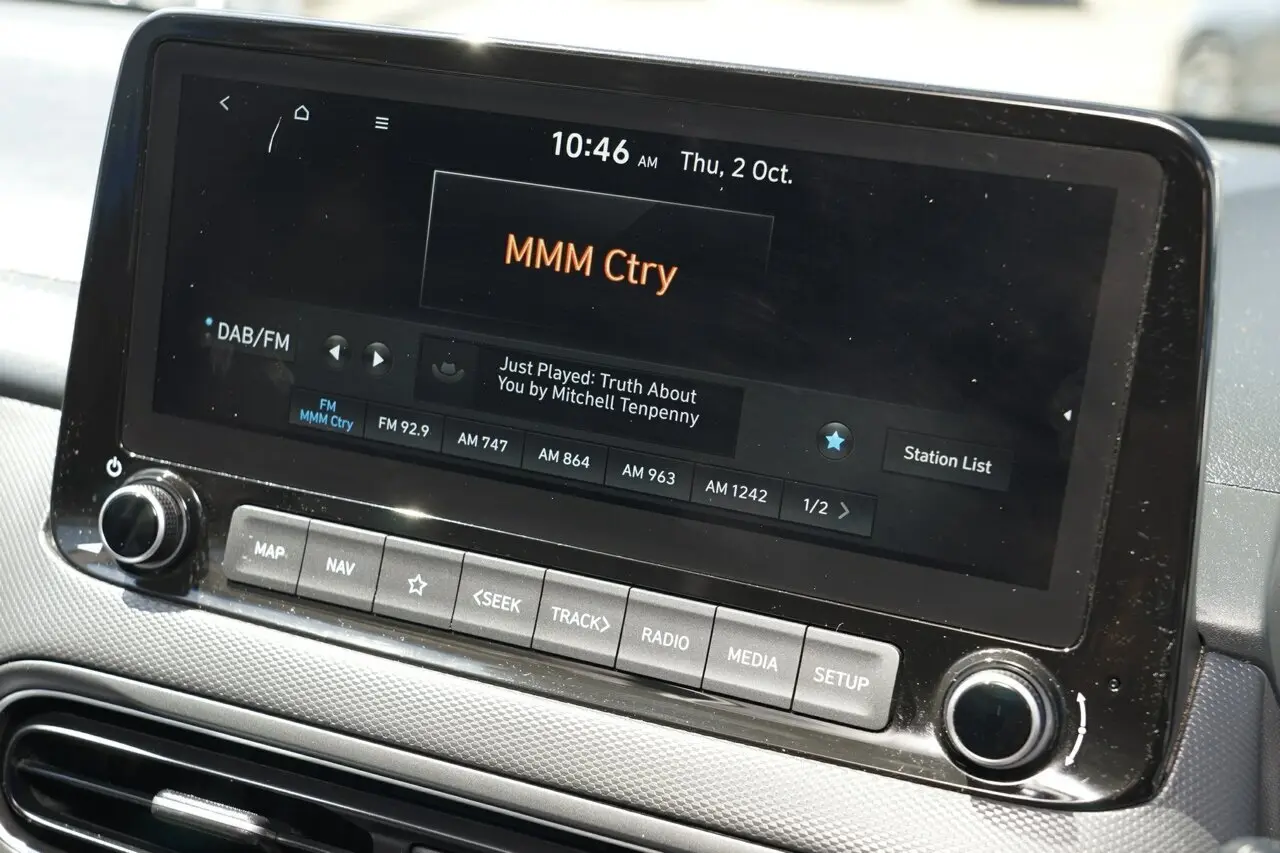 10:46 AM Thu, 2 Oct.
MMM Ctry
DAB/FM
Just Played: Truth About
You by Mitchell Tenpenny
FM
MMM Ctry
FM 92.9
AM 747
AM 864
AM 963
AM 1242
1/2 >
Station List
MAP
NAV
<SEEK
TRACK>
RADIO
MEDIA
SETUP